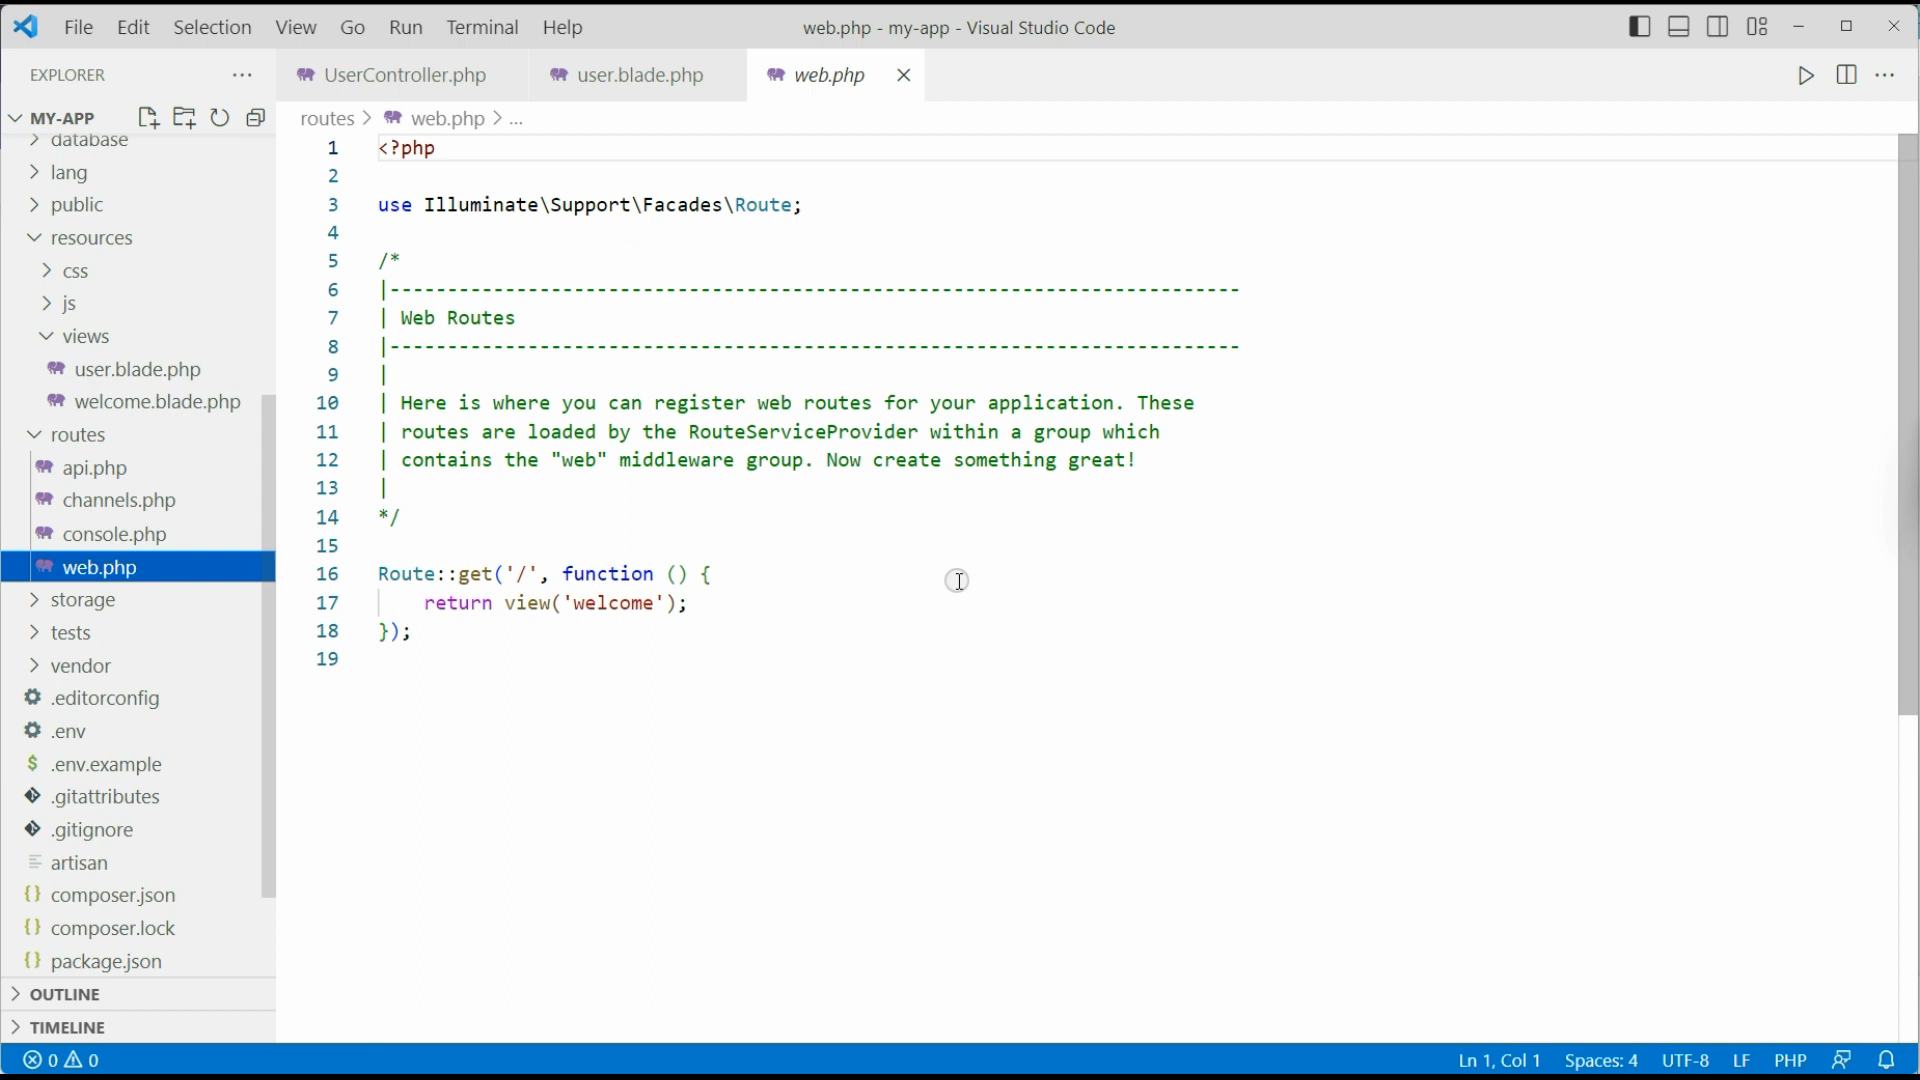 File Edit Selection View Go Run Terminal Help
web.php - my-app - Visual Studio Code
EXPLORER ...
UserController.php
user.blade.php
web.php
MY-APP
database
lang
public
resources
css
js
views
user.blade.php
welcome.blade.php
routes
api.php
channels.php
console.php
web.php
storage
tests
vendor
.editorconfig
.env
$ .env.example
.gitattributes
.gitignore
artisan
{} composer.json
{} composer.lock
{} package.json
OUTLINE
TIMELINE
routes > web.php > ...
1 <?php
2
3 use Illuminate\Support\Facades\Route;
4
5 /*
6 |--------------------------------------------------------------------------
7 | Web Routes
8 |--------------------------------------------------------------------------
9 |
10 | Here is where you can register web routes for your application. These
11 | routes are loaded by the RouteServiceProvider within a group which
12 | contains the "web" middleware group. Now create something great!
13 |
14 */
15
16 Route::get('/', function () {
17     return view('welcome');
18 });
19
0 0
Ln 1, Col 1 Spaces: 4 UTF-8 LF PHP